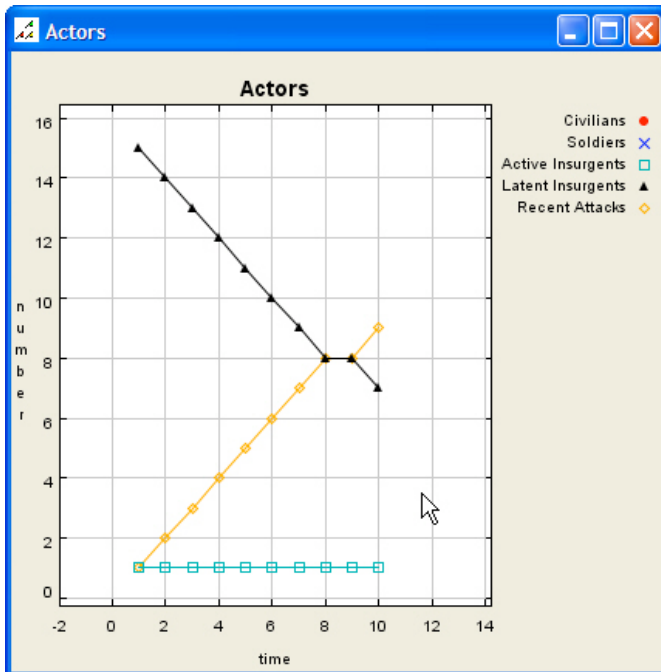 Actors
Actors
Civilians
Soldiers
Active Insurgents
Latent Insurgents
Recent Attacks
16
14
12
10
8
6
4
2
0
number
-2 0 2 4 6 8 10 12 14
time